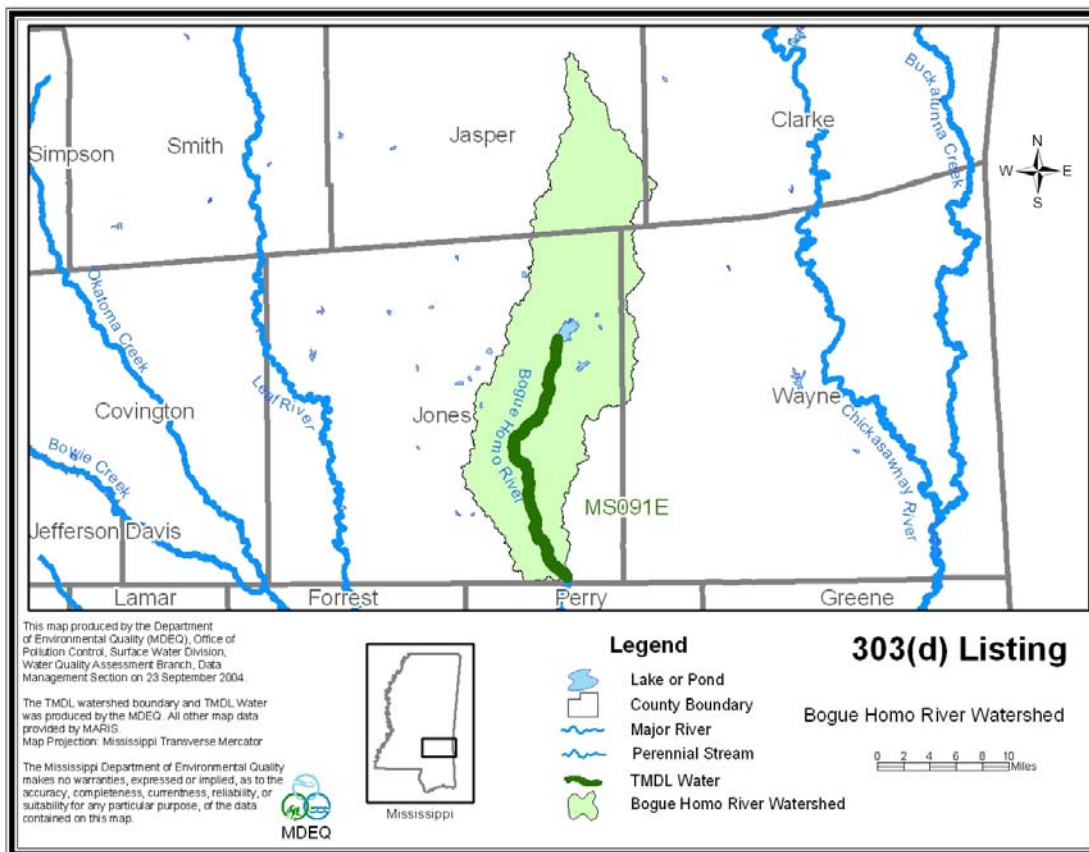 Buckatunna Creek
Jasper
Clarke
Smith
Simpson
N
W E
S
Okatoma Creek
Leaf River
Bogue Homo River
Jones
Covington
Wayne
Chickasawhay River
Bowie Creek
MS091E
Jefferson Davis
Lamar
Forrest
Perry
Greene
This map produced by the Department
of Environmental Quality (MDEQ), Office of
Pollution Control, Surface Water Division,
Water Quality Assessment Branch, Data
Management Section on 23 September 2004.
The TMDL watershed boundary and TMDL Water
was produced by the MDEQ. All other map data
provided by MARIS.
Map Projection: Mississippi Transverse Mercator
The Mississippi Department of Environmental Quality
makes no warranties, expressed or implied, as to the
accuracy, completeness, currentness, reliability, or
suitability for any particular purpose, of the data
contained on this map.
MDEQ
Mississippi
Legend
Lake or Pond
County Boundary
Major River
Perennial Stream
TMDL Water
Bogue Homo River Watershed
303(d) Listing
Bogue Homo River Watershed
0 2 4 6 8 10
Miles